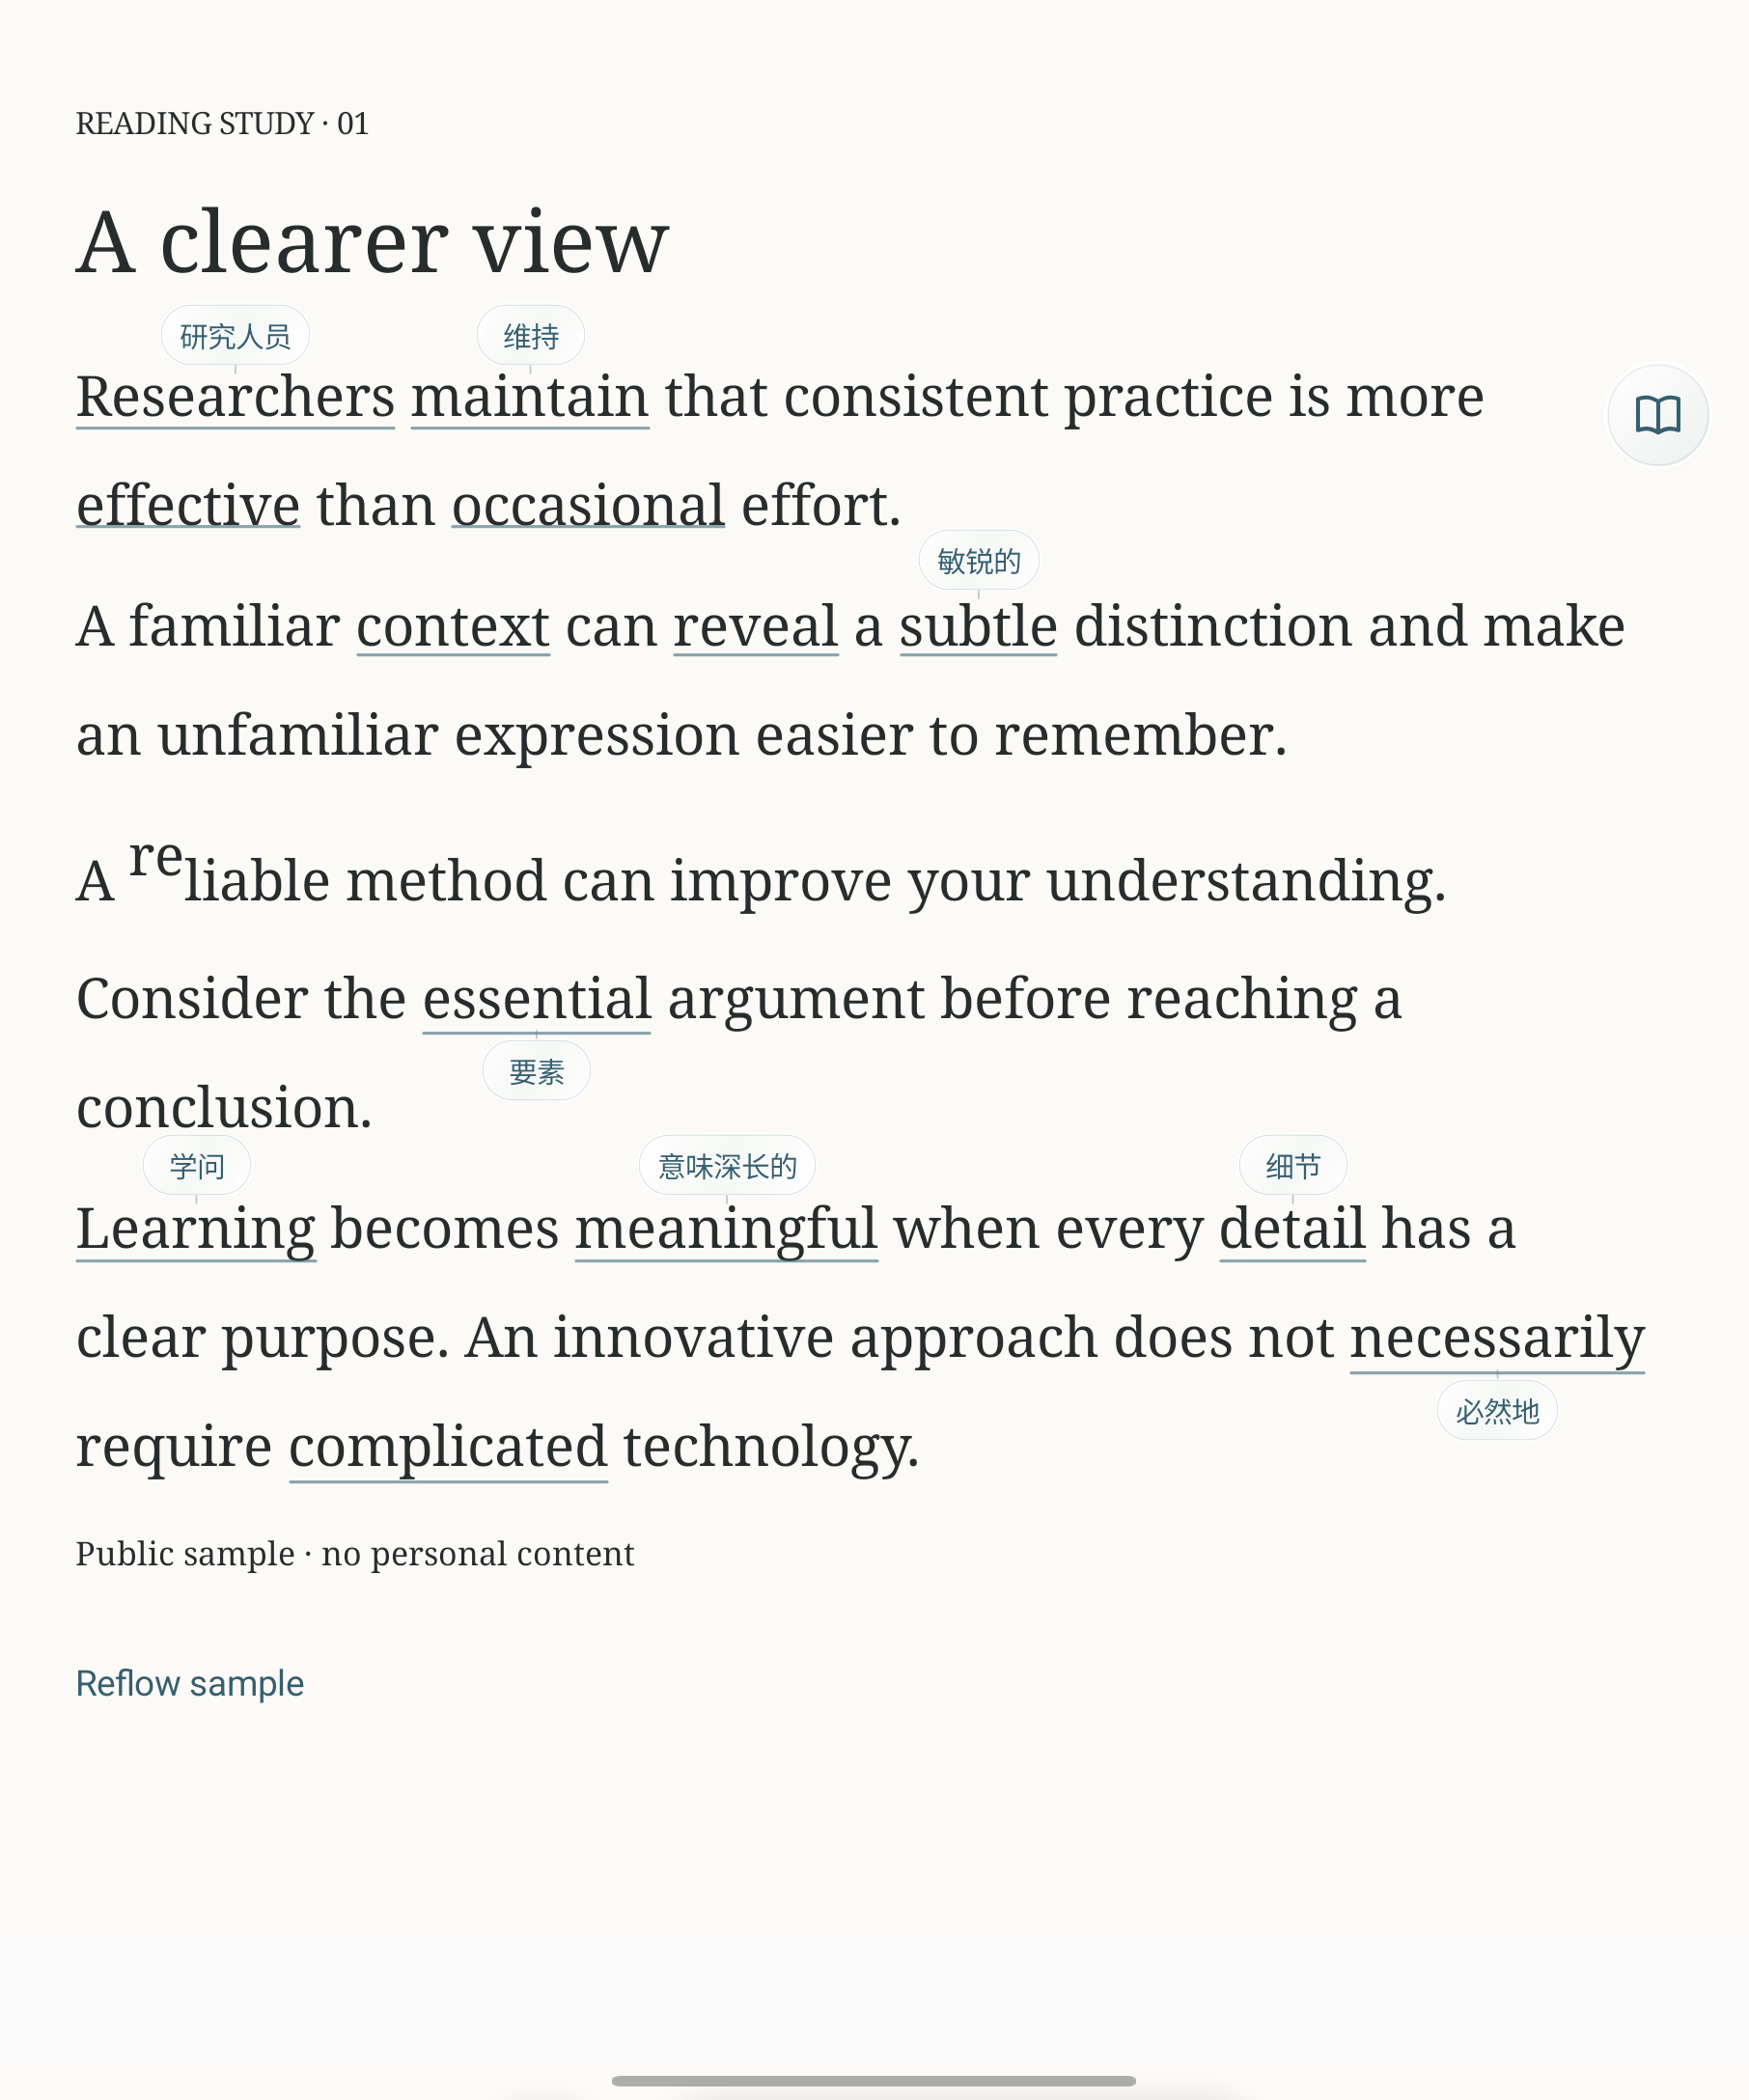 READING STUDY · 01
A clearer view
研究人员 维持
Researchers maintain that consistent practice is more
effective than occasional effort.
敏锐的
A familiar context can reveal a subtle distinction and make
an unfamiliar expression easier to remember.
A reliable method can improve your understanding.
Consider the essential argument before reaching a
要素
conclusion.
学问 意味深长的 细节
Learning becomes meaningful when every detail has a
clear purpose. An innovative approach does not necessarily
必然地
require complicated technology.
Public sample · no personal content
Reflow sample